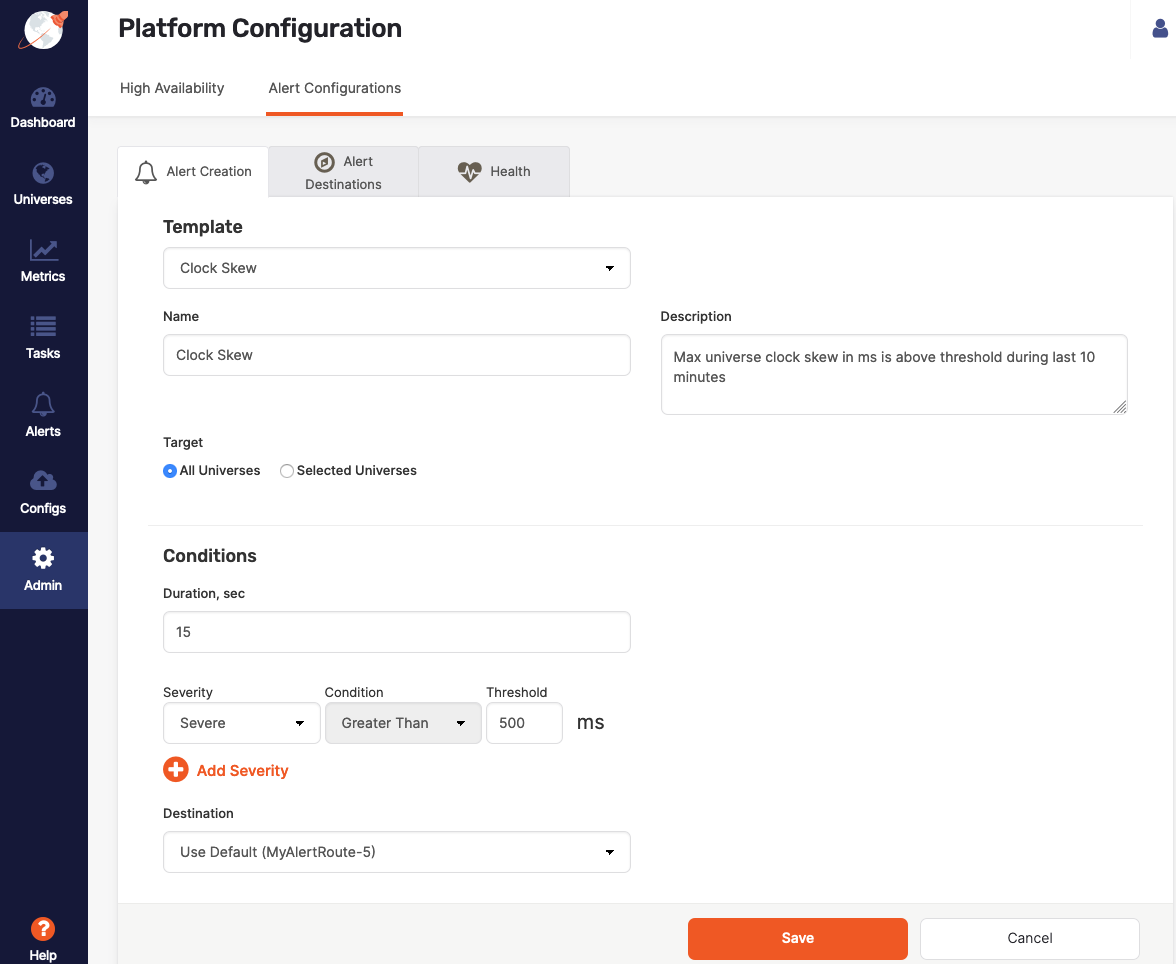 Platform Configuration
High Availability
Alert Configurations
Dashboard
Universes
Metrics
Tasks
Alerts
Configs
Admin
Help
Alert Creation
Alert
Destinations
Health
Template
Clock Skew
Name
Clock Skew
Description
Max universe clock skew in ms is above threshold during last 10
minutes
Target
All Universes
Selected Universes
Conditions
Duration, sec
15
Severity
Condition
Threshold
Severe
Greater Than
500
ms
Add Severity
Destination
Use Default (MyAlertRoute-5)
Save
Cancel